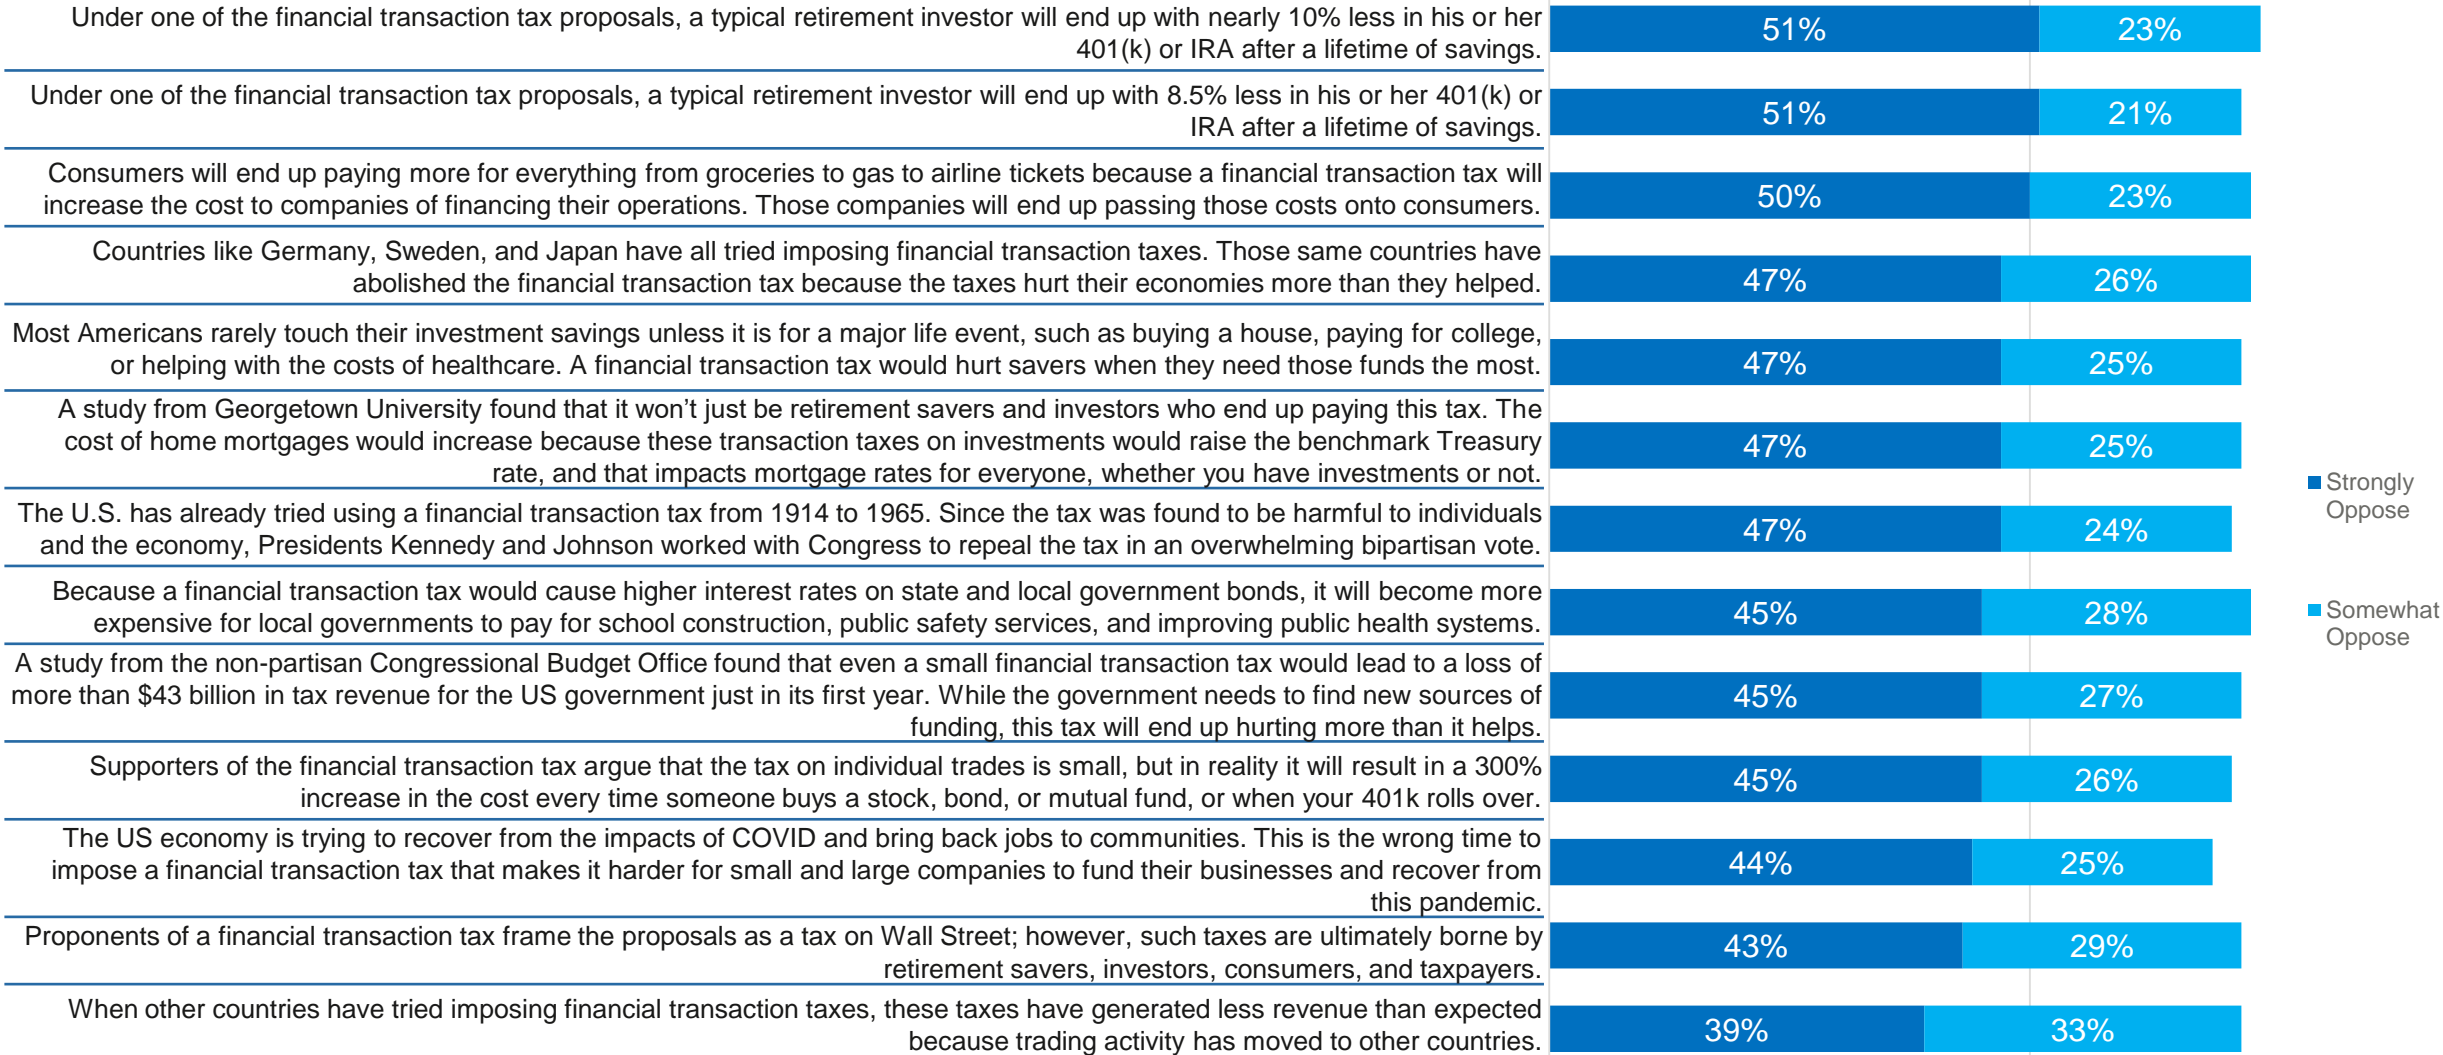 Under one of the financial transaction tax proposals, a typical retirement investor will end up with nearly 10% less in his or her
401(k) or IRA after a lifetime of savings.
51%
23%
Under one of the financial transaction tax proposals, a typical retirement investor will end up with 8.5% less in his or her 401(k) or
IRA after a lifetime of savings.
51%
21%
Consumers will end up paying more for everything from groceries to gas to airline tickets because a financial transaction tax will
increase the cost to companies of financing their operations. Those companies will end up passing those costs onto consumers.
50%
23%
Countries like Germany, Sweden, and Japan have all tried imposing financial transaction taxes. Those same countries have
abolished the financial transaction tax because the taxes hurt their economies more than they helped.
47%
26%
Most Americans rarely touch their investment savings unless it is for a major life event, such as buying a house, paying for college,
or helping with the costs of healthcare. A financial transaction tax would hurt savers when they need those funds the most.
47%
25%
A study from Georgetown University found that it won’t just be retirement savers and investors who end up paying this tax. The
cost of home mortgages would increase because these transaction taxes on investments would raise the benchmark Treasury
rate, and that impacts mortgage rates for everyone, whether you have investments or not.
47%
25%
The U.S. has already tried using a financial transaction tax from 1914 to 1965. Since the tax was found to be harmful to individuals
and the economy, Presidents Kennedy and Johnson worked with Congress to repeal the tax in an overwhelming bipartisan vote.
47%
24%
Because a financial transaction tax would cause higher interest rates on state and local government bonds, it will become more
expensive for local governments to pay for school construction, public safety services, and improving public health systems.
45%
28%
A study from the non-partisan Congressional Budget Office found that even a small financial transaction tax would lead to a loss of
more than $43 billion in tax revenue for the US government just in its first year. While the government needs to find new sources of
funding, this tax will end up hurting more than it helps.
45%
27%
Supporters of the financial transaction tax argue that the tax on individual trades is small, but in reality it will result in a 300%
increase in the cost every time someone buys a stock, bond, or mutual fund, or when your 401k rolls over.
45%
26%
The US economy is trying to recover from the impacts of COVID and bring back jobs to communities. This is the wrong time to
impose a financial transaction tax that makes it harder for small and large companies to fund their businesses and recover from
this pandemic.
44%
25%
Proponents of a financial transaction tax frame the proposals as a tax on Wall Street; however, such taxes are ultimately borne by
retirement savers, investors, consumers, and taxpayers.
43%
29%
When other countries have tried imposing financial transaction taxes, these taxes have generated less revenue than expected
because trading activity has moved to other countries.
39%
33%
Strongly
Oppose
Somewhat
Oppose